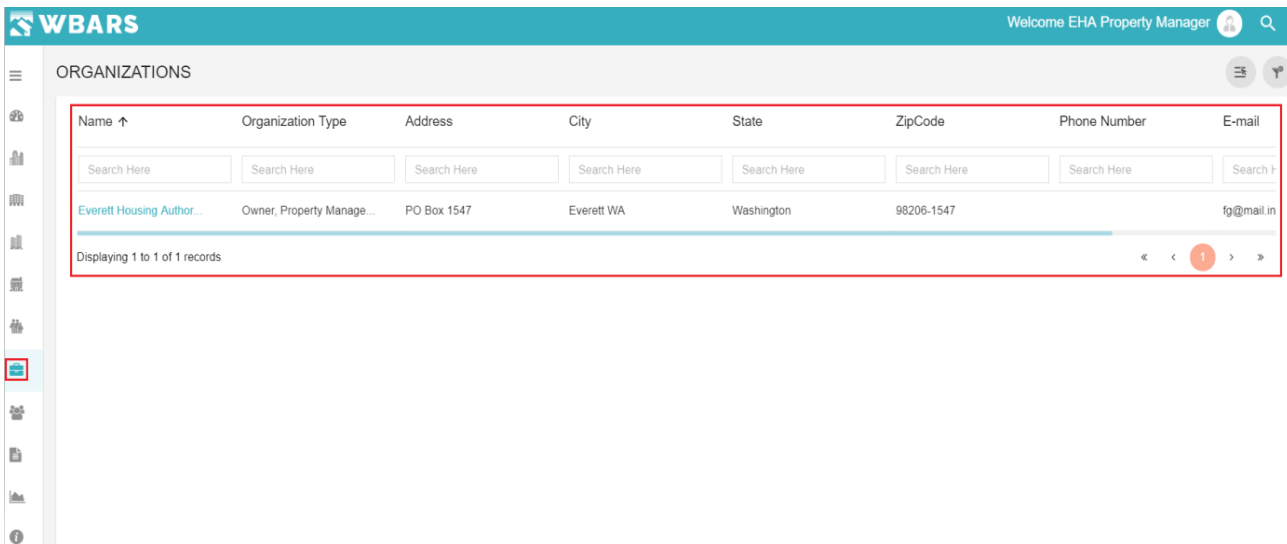 WBARS
Welcome EHA Property Manager
ORGANIZATIONS
Name Organization Type Address City State ZipCode Phone Number E-mail
Search Here Search Here Search Here Search Here Search Here Search Here Search Here Search H
Everett Housing Author... Owner, Property Manage... PO Box 1547 Everett WA Washington 98206-1547 fg@mail.in
Displaying 1 to 1 of 1 records « ‹ 1 › »